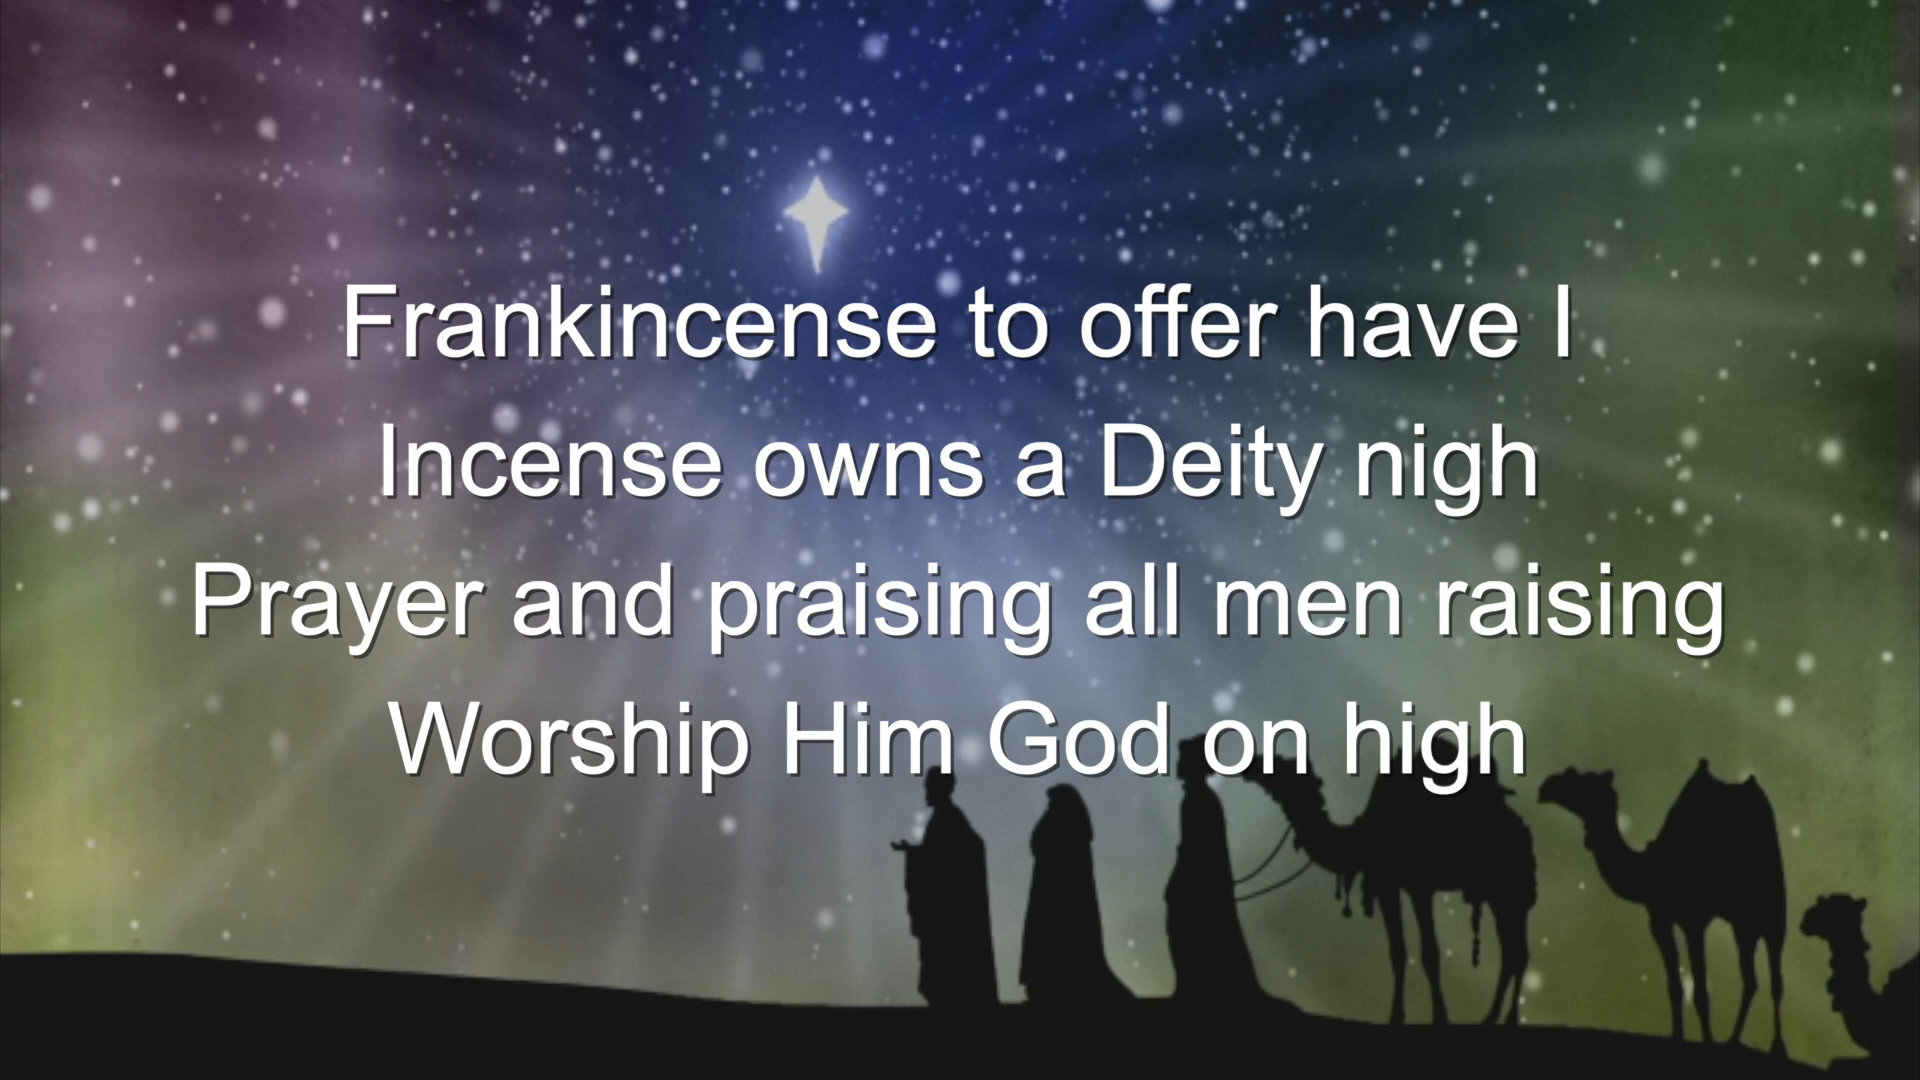 Frankincense to offer have I
Incense owns a Deity nigh
Prayer and praising all men raising
Worship Him God on high